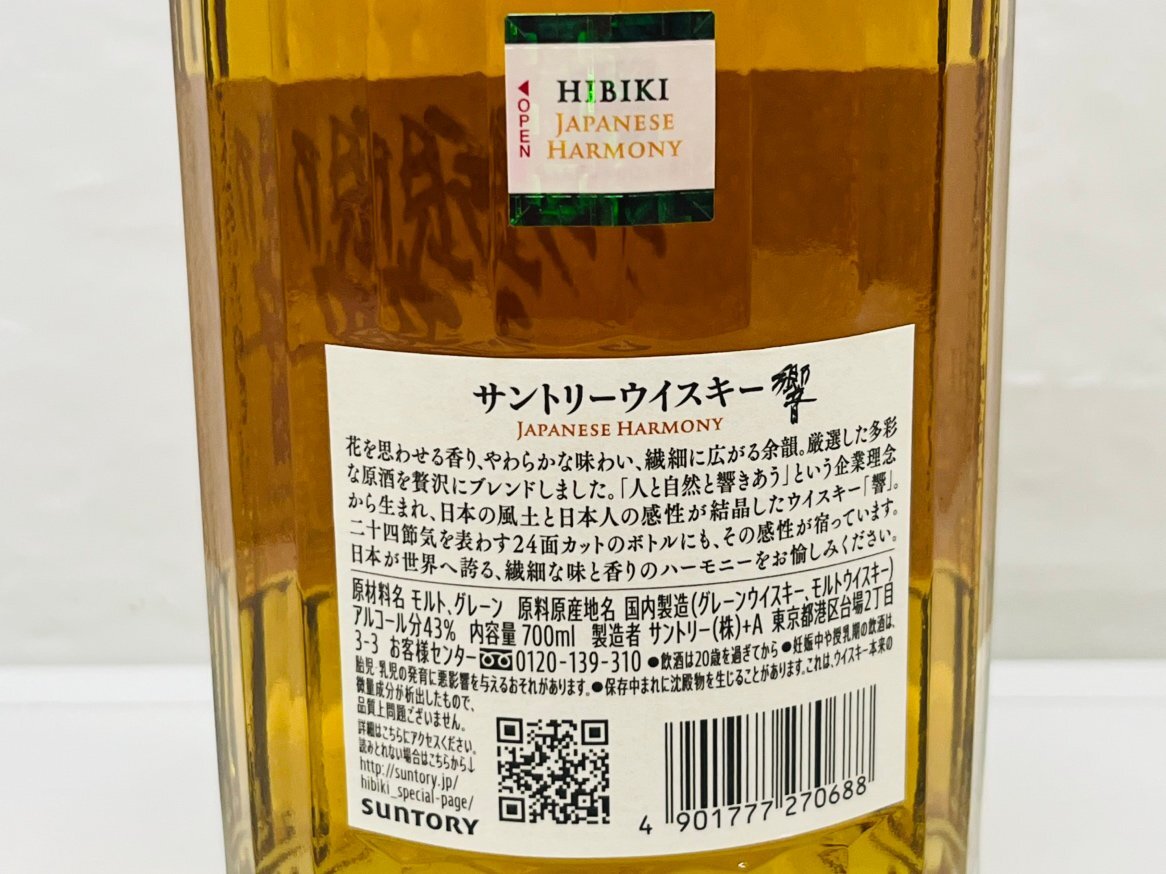 ◀OPEN
HIBIKI
JAPANESE
HARMONY
サントリーウイスキー響
JAPANESE HARMONY
花を思わせる香り、やわらかな味わい、繊細に広がる余韻。厳選した多彩
な原酒を贅沢にブレンドしました。「人と自然と響きあう」という企業理念
から生まれ、日本の風土と日本人の感性が結晶したウイスキー「響」。
二十四節気を表わす24面カットのボトルにも、その感性が宿っています。
日本が世界へ誇る、繊細な味と香りのハーモニーをお愉しみください。
原材料名 モルト、グレーン 原料原産地名 国内製造(グレーンウイスキー、モルトウイスキー)
アルコール分43% 内容量 700ml 製造者 サントリー(株)+A 東京都港区台場2丁目
3-3 お客様センター 0120-139-310 ●飲酒は20歳を過ぎてから ●妊娠中や授乳期の飲酒は、
胎児・乳児の発育に悪影響を与えるおそれがあります。●保存中まれに沈殿物を生じることがあります。これは、ウイスキー本来の
微量成分が析出したもので、
品質上問題ございません。
詳細はこちらにアクセスください。
読みとれない場合はこちらから↓
http://suntory.jp/
hibiki_special-page/
SUNTORY
4 901777 270688